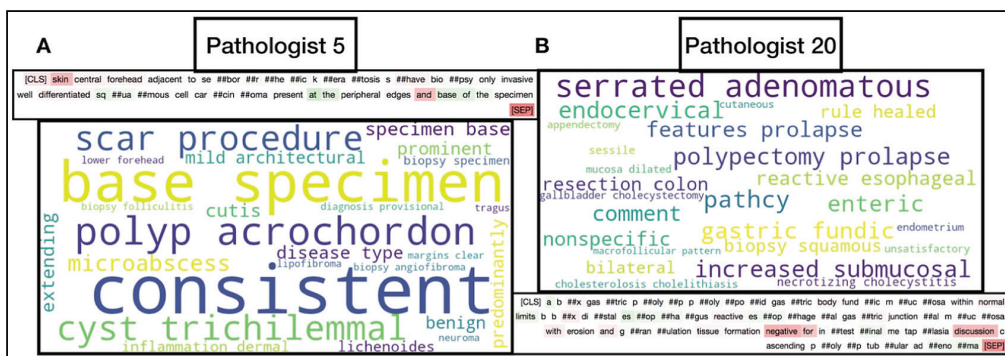 A
Pathologist 5
[CLS] skin central forehead adjacent to se ##bor ##r ##he ##ic k ##era ##tosis s ##have bio ##psy only invasive
well differentiated sq ##ua ##mous cell car ##cin ##oma present at the peripheral edges and base of the specimen
[SEP]
scar procedure
specimen base
prominent
lower forehead
mild architectural
biopsy specimen
base specimen
biopsy folliculitis
cutis
diagnosis provisional
tragus
extending
polyp acrochordon
predominantly
disease type
margins clear
microabscess
lipofibroma
biopsy angiofibroma
consistent
cyst trichilemmal
benign
neuroma
inflammation dermal
lichenoides
B
Pathologist 20
serrated adenomatous
endocervical
cutaneous
rule healed
appendectomy
features prolapse
sessile
polypectomy prolapse
mucosa dilated
reactive esophageal
resection colon
gallbladder cholecystectomy
pathcy
enteric
comment
gastric fundic
endometrium
nonspecific
macrofollicular pattern
biopsy squamous
unsatisfactory
bilateral
increased submucosal
cholesterolosis cholelithiasis
necrotizing cholecystitis
[CLS] a b ##x gas ##tric p ##oly ##p p ##oly ##po ##id gas ##tric body fund ##ic m ##uc ##osa within normal
limits b b ##x di ##stal es ##op ##ha ##gus reactive es ##op ##hage ##al gas ##tric junction ##al m ##uc ##osa
with erosion and g ##ran ##ulation tissue formation negative for in ##test ##inal me tap ##lasia discussion c
ascending p ##oly ##p tub ##ular ad ##eno ##ma [SEP]